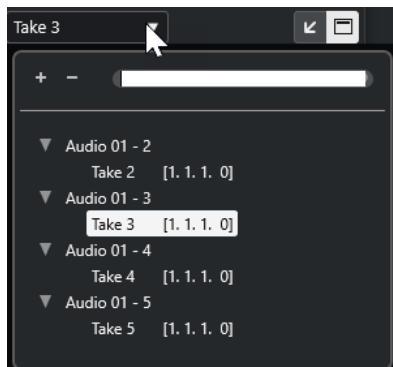 Take 3
+ -
Audio 01 - 2
Take 2 [1. 1. 1. 0]
Audio 01 - 3
Take 3 [1. 1. 1. 0]
Audio 01 - 4
Take 4 [1. 1. 1. 0]
Audio 01 - 5
Take 5 [1. 1. 1. 0]